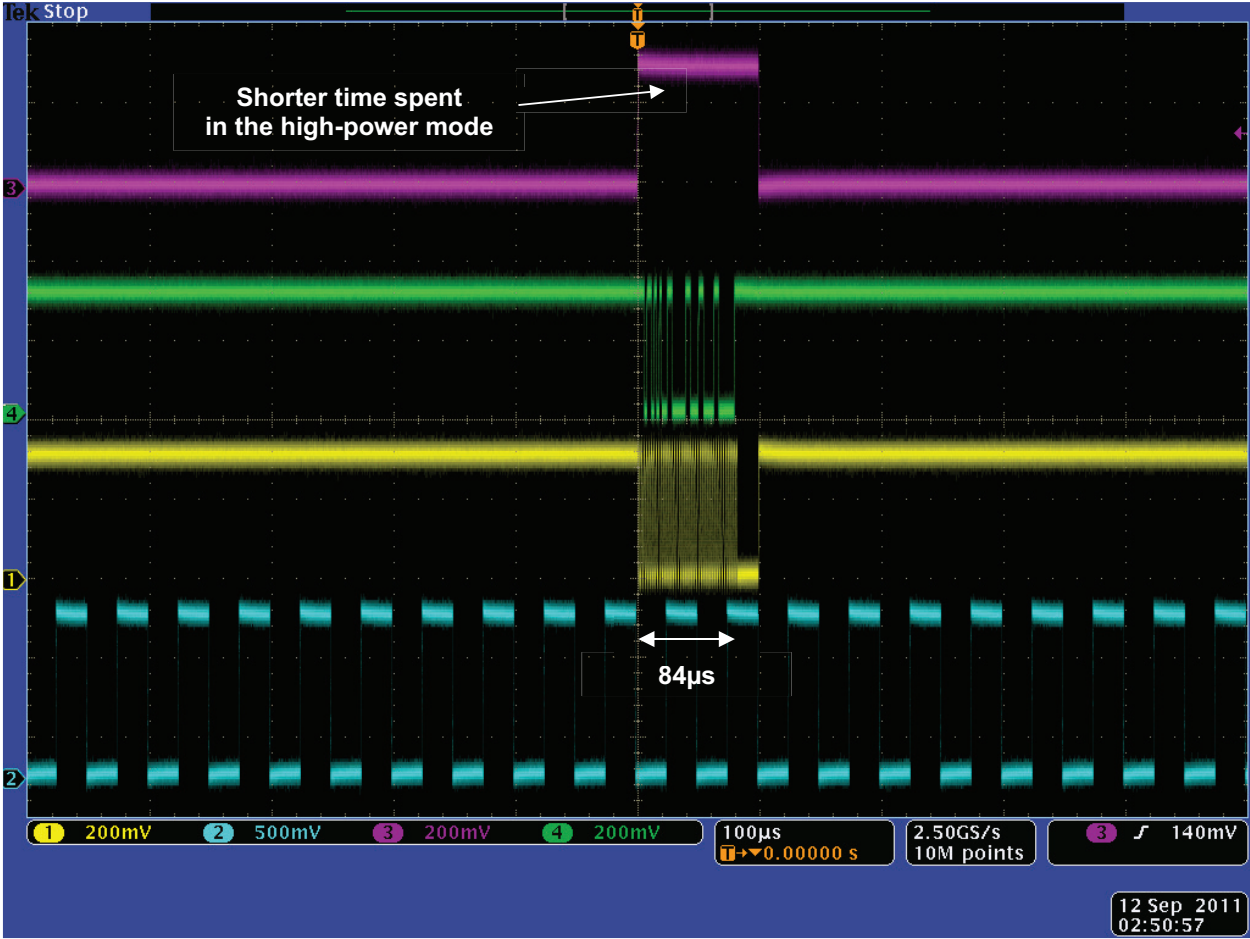 Tek Stop
T
T
Shorter time spent
in the high-power mode
3
4
1
84µs
2
1 200mV 2 500mV 3 200mV 4 200mV
100µs
T→▼0.00000 s
2.50GS/s
10M points
3 ʃ 140mV
12 Sep 2011
02:50:57